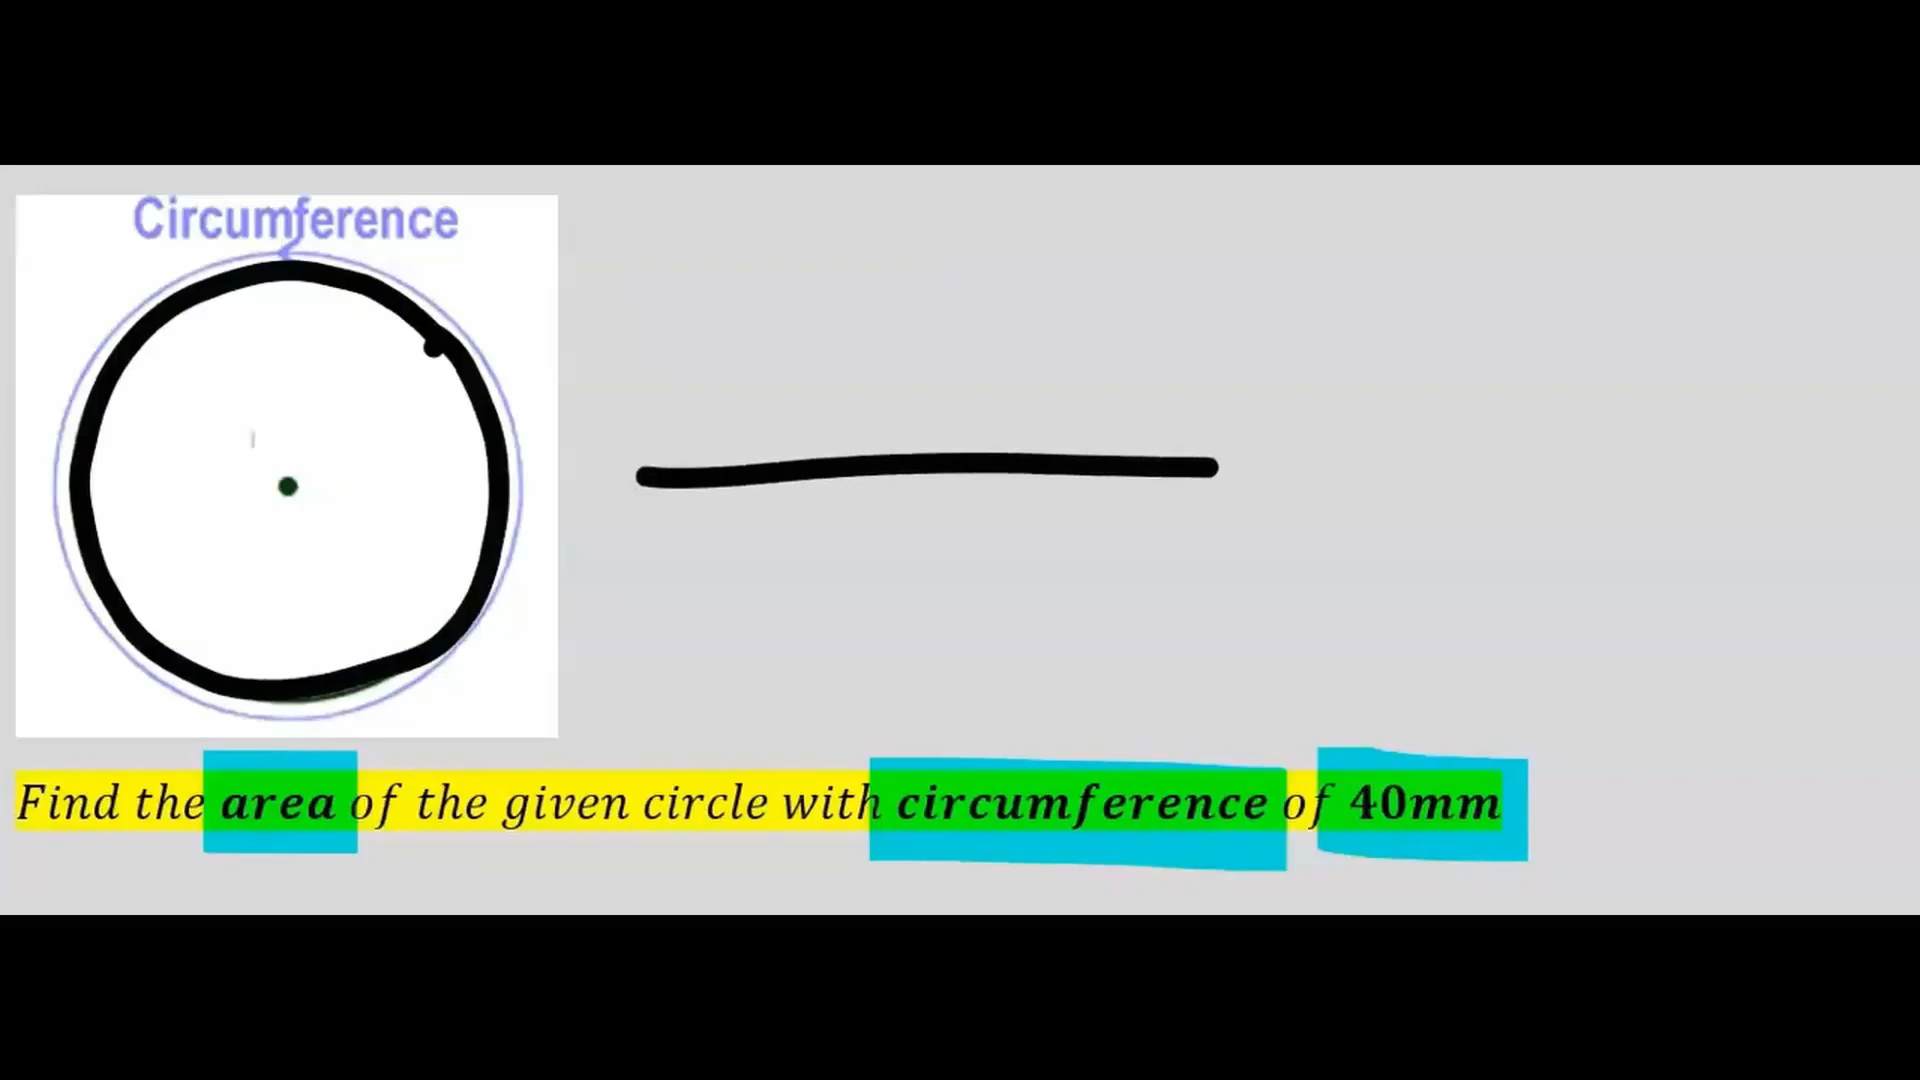 Circumference
Find the area of the given circle with circumference of 40mm